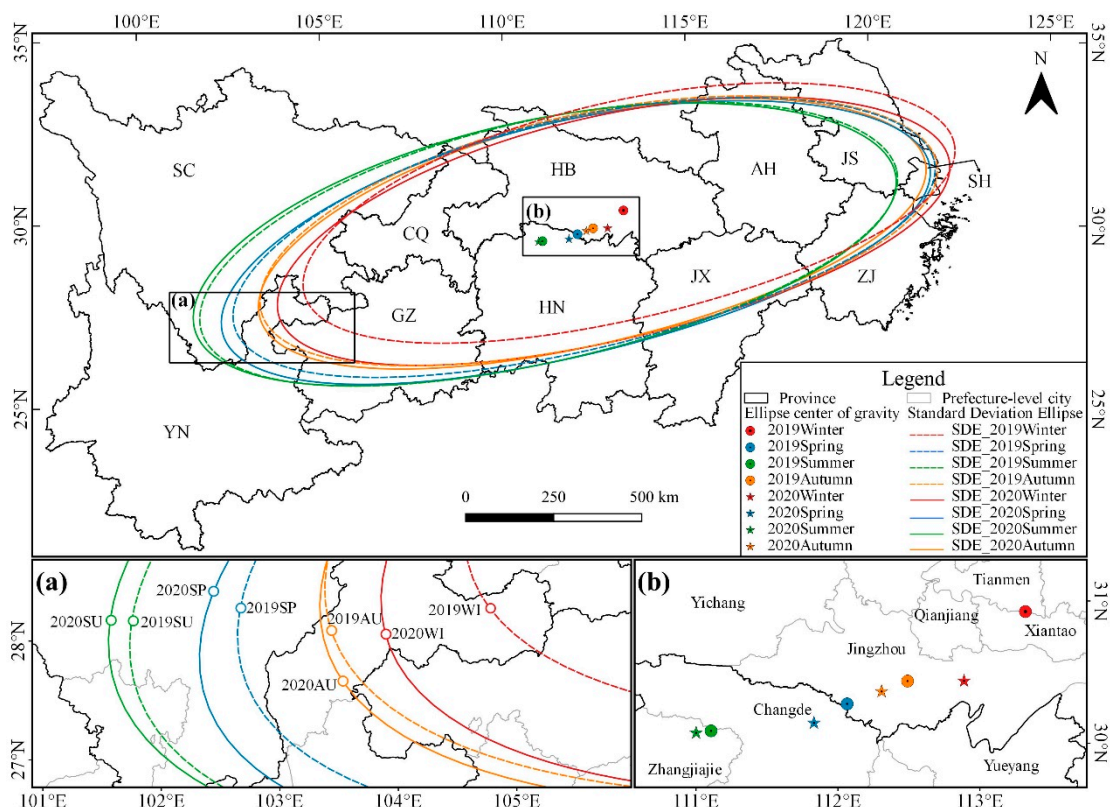 100°E 105°E 110°E 115°E 120°E 125°E
35°N 35°N
N
SC HB AH JS
SH
30°N 30°N
(b)
CQ
JX ZJ
(a)
GZ HN
25°N 25°N
YN
Legend
Province Prefecture-level city
Ellipse center of gravity Standard Deviation Ellipse
2019Winter SDE_2019Winter
2019Spring SDE_2019Spring
2019Summer SDE_2019Summer
2019Autumn SDE_2019Autumn
2020Winter SDE_2020Winter
2020Spring SDE_2020Spring
2020Summer SDE_2020Summer
2020Autumn SDE_2020Autumn
0 250 500 km
(a)
2020SP
2019SP
2019WI
2020SU 2019SU
2019AU
2020WI
2020AU
28°N
27°N
101°E 102°E 103°E 104°E 105°E
(b)
Tianmen
Yichang
Qianjiang
Xiantao
Jingzhou
Changde
Zhangjiajie
Yueyang
31°N
30°N
111°E 112°E 113°E